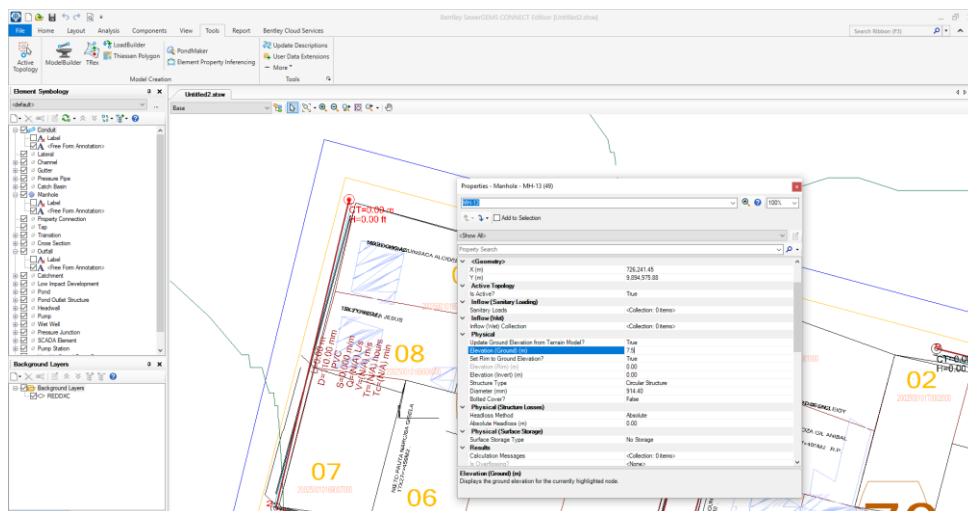 Bentley SewerGEMS CONNECT Edition [Untitled2.stsw]
File Home Layout Analysis Components View Tools Report Bentley Cloud Services
Search Ribbon (F3)
Active Topology
ModelBuilder
TRex
LoadBuilder
Thiessen Polygon
PondMaker
Element Property Inferencing
Model Creation
Update Descriptions
User Data Extensions
More
Tools
Element Symbology
<default>
Conduit
Label
<Free Form Annotation>
Lateral
Channel
Gutter
Pressure Pipe
Catch Basin
Manhole
Label
<Free Form Annotation>
Property Connection
Tap
Transition
Cross Section
Outfall
Label
<Free Form Annotation>
Catchment
Low Impact Development
Pond
Pond Outlet Structure
Headwall
Pump
Wet Well
Pressure Junction
SCADA Element
Pump Station
Background Layers
Background Layers
REDDXC
Untitled2.stsw
Base
CT=0.00 m
H=0.00 ft
08
07
06
02
Properties - Manhole - MH-13 (49)
MH-13
100%
Add to Selection
<Show All>
Property Search
<Geometry>
X (m) 726,241.45
Y (m) 9,894,975.88
Active Topology
Is Active? True
Inflow (Sanitary Loading)
Sanitary Loads <Collection: 0 items>
Inflow (Wet)
Inflow (Wet) Collection <Collection: 0 items>
Physical
Update Ground Elevation from Terrain Model? True
Elevation (Ground) (m) 7.5
Set Rim to Ground Elevation? True
Elevation (Rim) (m) 0.00
Elevation (Invert) (m) 0.00
Structure Type Circular Structure
Diameter (mm) 914.40
Bolted Cover? False
Physical (Structure Losses)
Headloss Method Absolute
Absolute Headloss (m) 0.00
Physical (Surface Storage)
Surface Storage Type No Storage
Results
Calculation Messages <Collection: 0 items>
Is Overflowing? <None>
Elevation (Ground) (m)
Displays the ground elevation for the currently highlighted node.